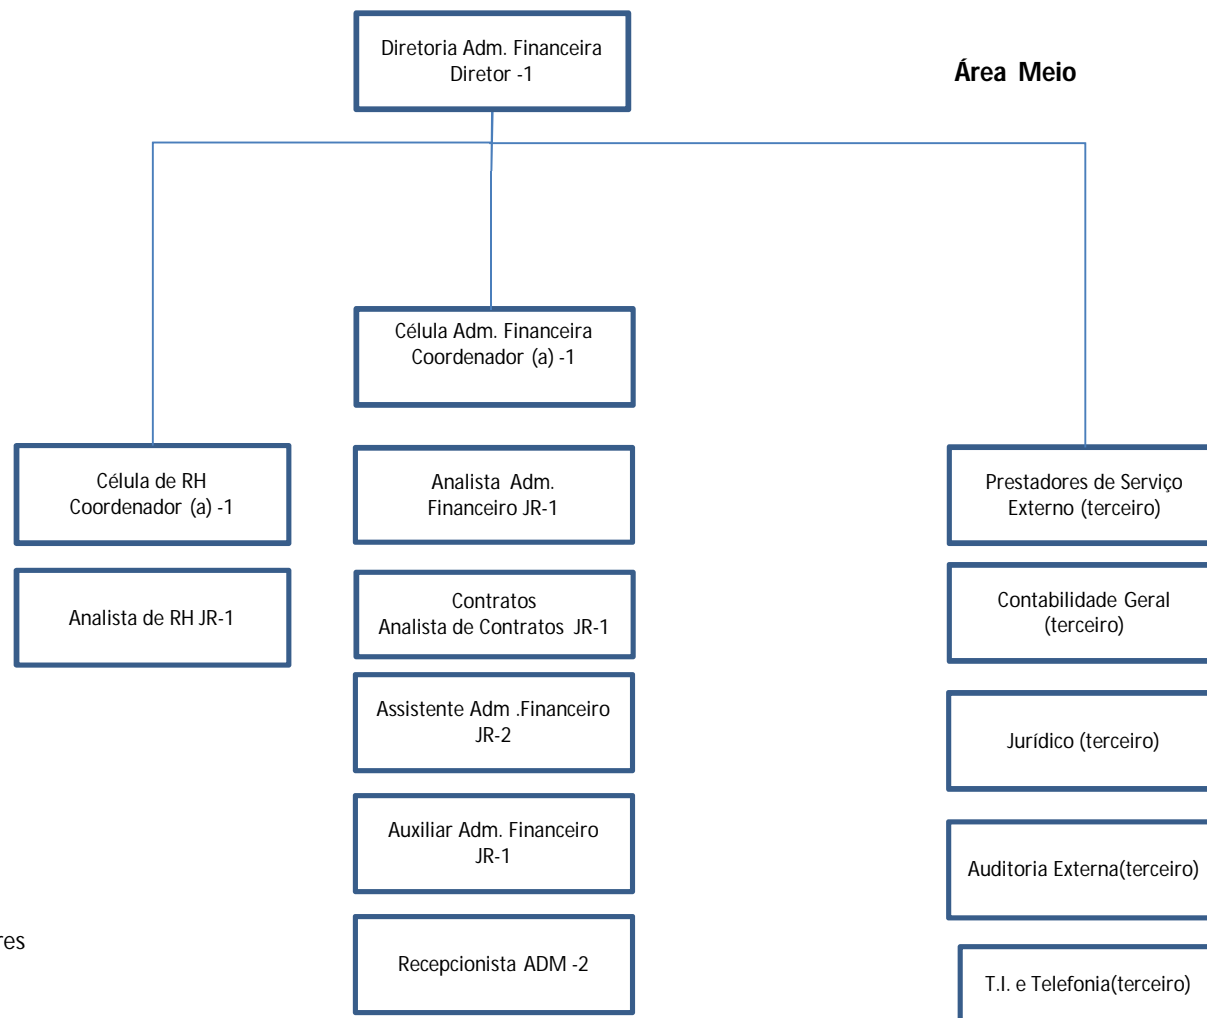 Diretoria Adm. Financeira
Diretor -1
Área Meio
Célula Adm. Financeira
Coordenador (a) -1
Célula de RH
Coordenador (a) -1
Analista de RH JR-1
Analista Adm.
Financeiro JR-1
Contratos
Analista de Contratos JR-1
Assistente Adm .Financeiro
JR-2
Auxiliar Adm. Financeiro
JR-1
Recepcionista ADM -2
Prestadores de Serviço
Externo (terceiro)
Contabilidade Geral
(terceiro)
Jurídico (terceiro)
Auditoria Externa(terceiro)
T.I. e Telefonia(terceiro)
res